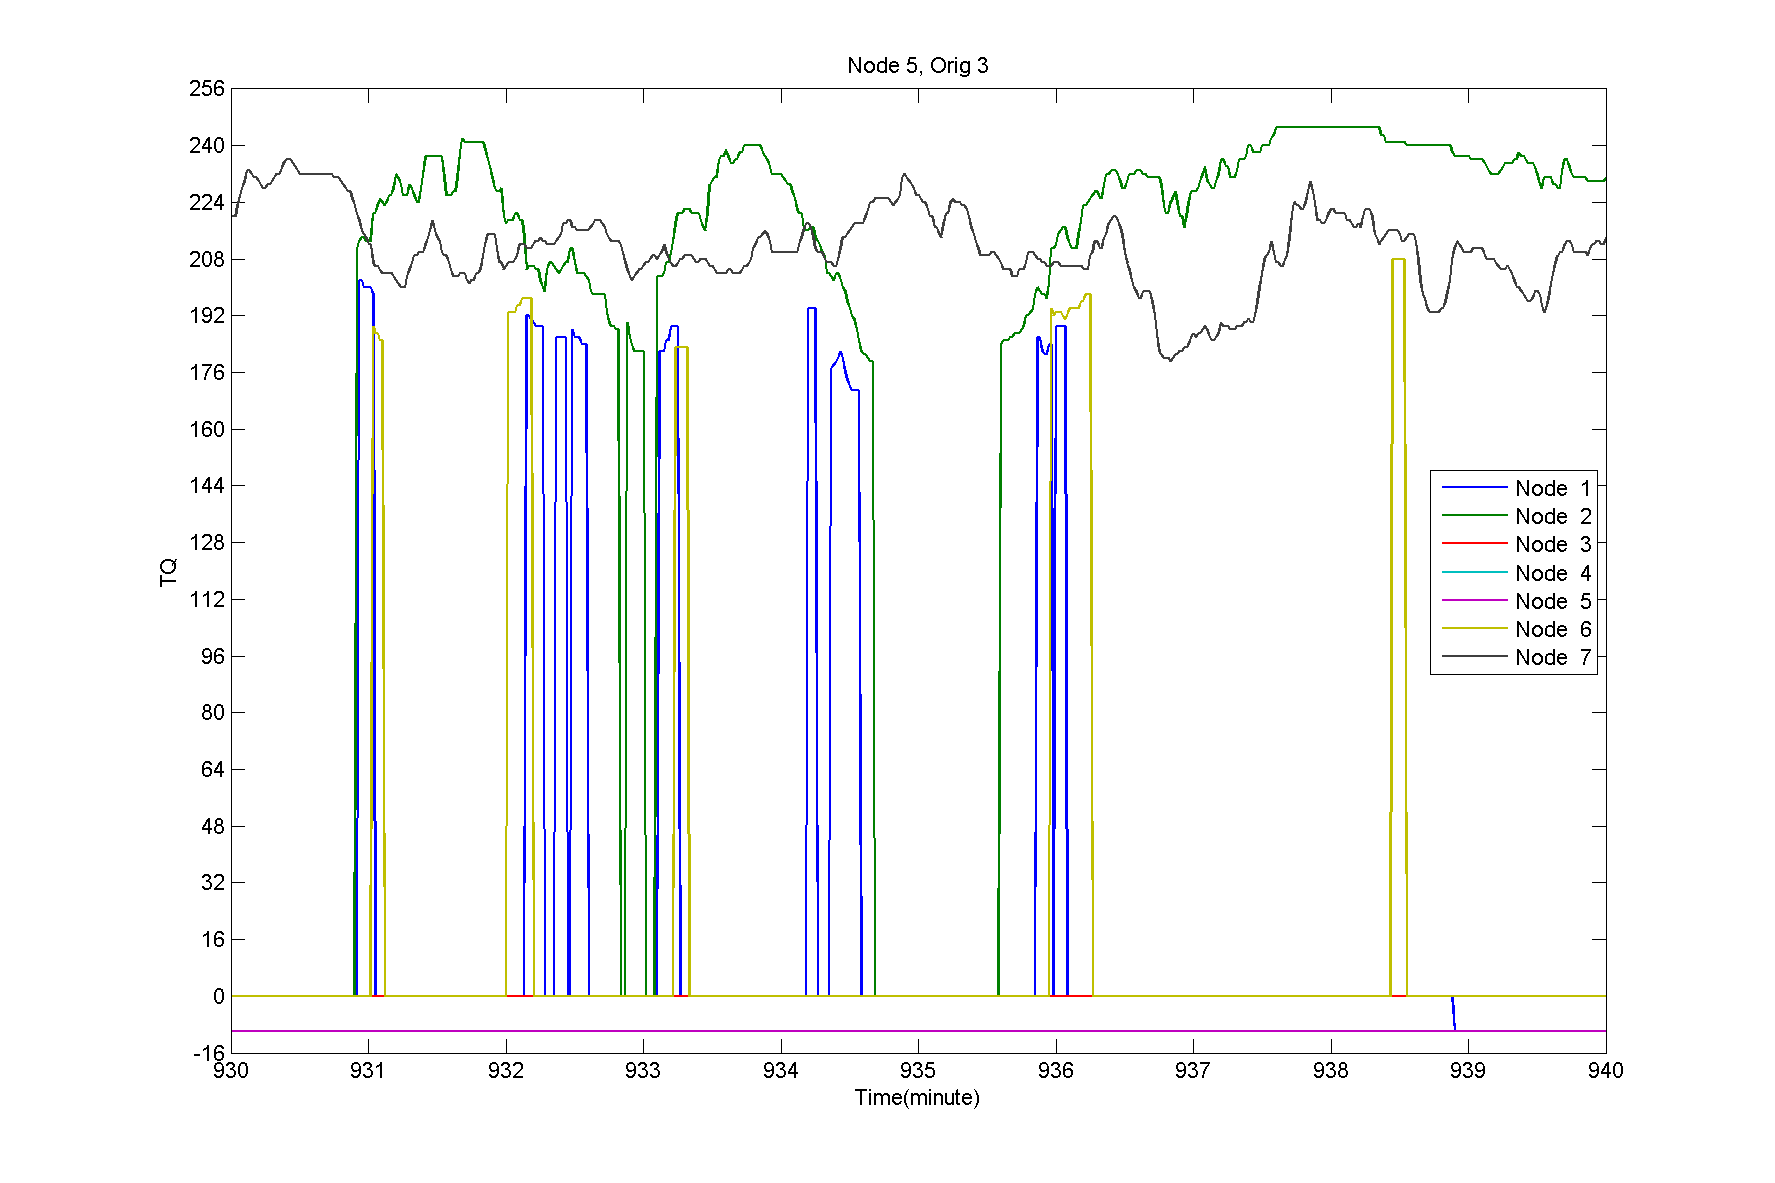 Node 5, Orig 3
256
240
224
208
192
176
160
144
128
112
96
80
64
48
32
16
0
-16
TQ
Node 1
Node 2
Node 3
Node 4
Node 5
Node 6
Node 7
930 931 932 933 934 935 936 937 938 939 940
Time(minute)